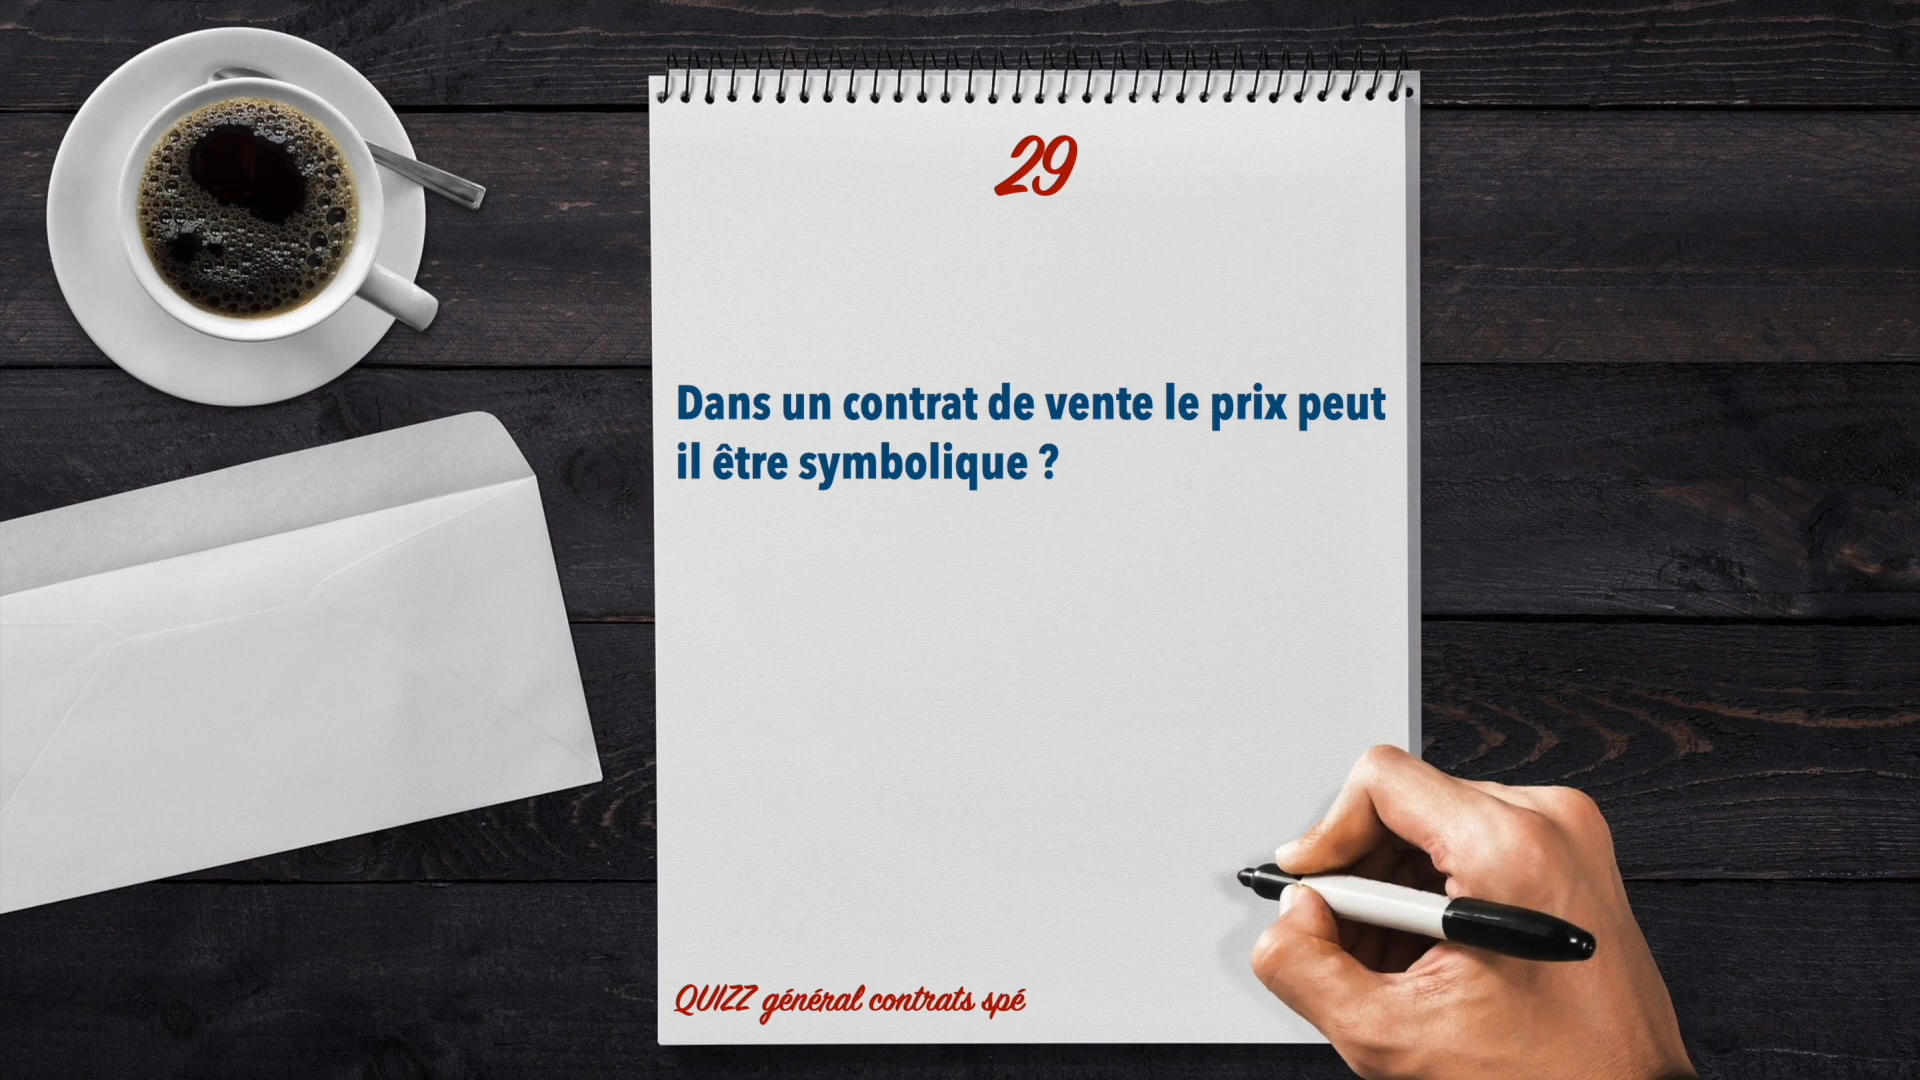 29
Dans un contrat de vente le prix peut
il être symbolique ?
QUIZZ général contrats spé